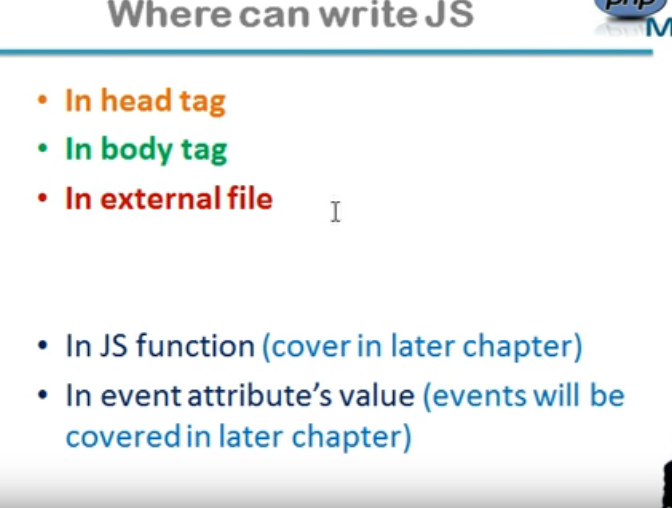 Where can write JS
php
M
• In head tag
• In body tag
• In external file
• In JS function (cover in later chapter)
• In event attribute's value (events will be
covered in later chapter)